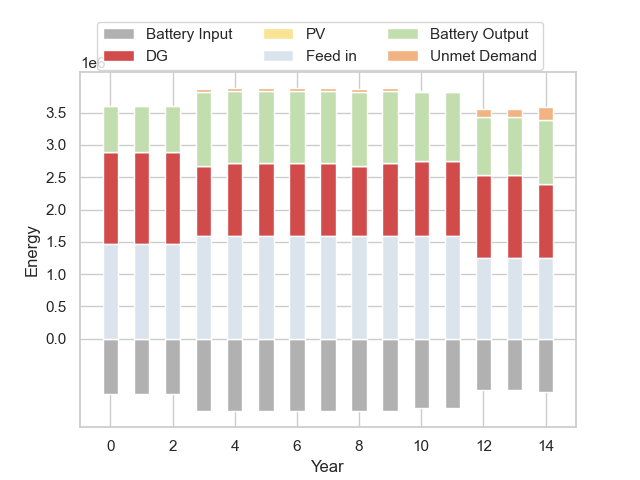 Battery Input PV Battery Output
DG Feed in Unmet Demand
1e6
3.5
3.0
2.5
2.0
1.5
1.0
0.5
0.0
Energy
0 2 4 6 8 10 12 14
Year